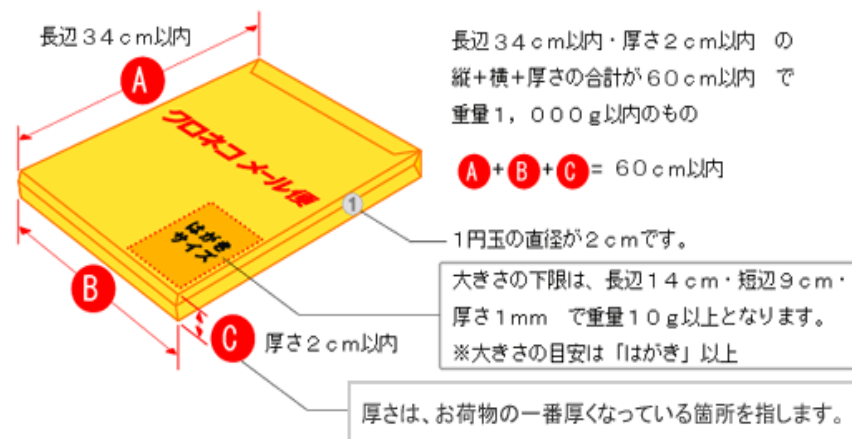 長辺34cm以内
A
クロネコメール便
1
はがき
サイズ
B
C
厚さ2cm以内
長辺34cm以内・厚さ2cm以内 の
縦+横+厚さの合計が60cm以内 で
重量1,000g以内のもの
A+B+C= 60cm以内
1円玉の直径が2cmです。
大きさの下限は、長辺14cm・短辺9cm・
厚さ1mm で重量10g以上となります。
※大きさの目安は「はがき」以上
厚さは、お荷物の一番厚くなっている箇所を指します。